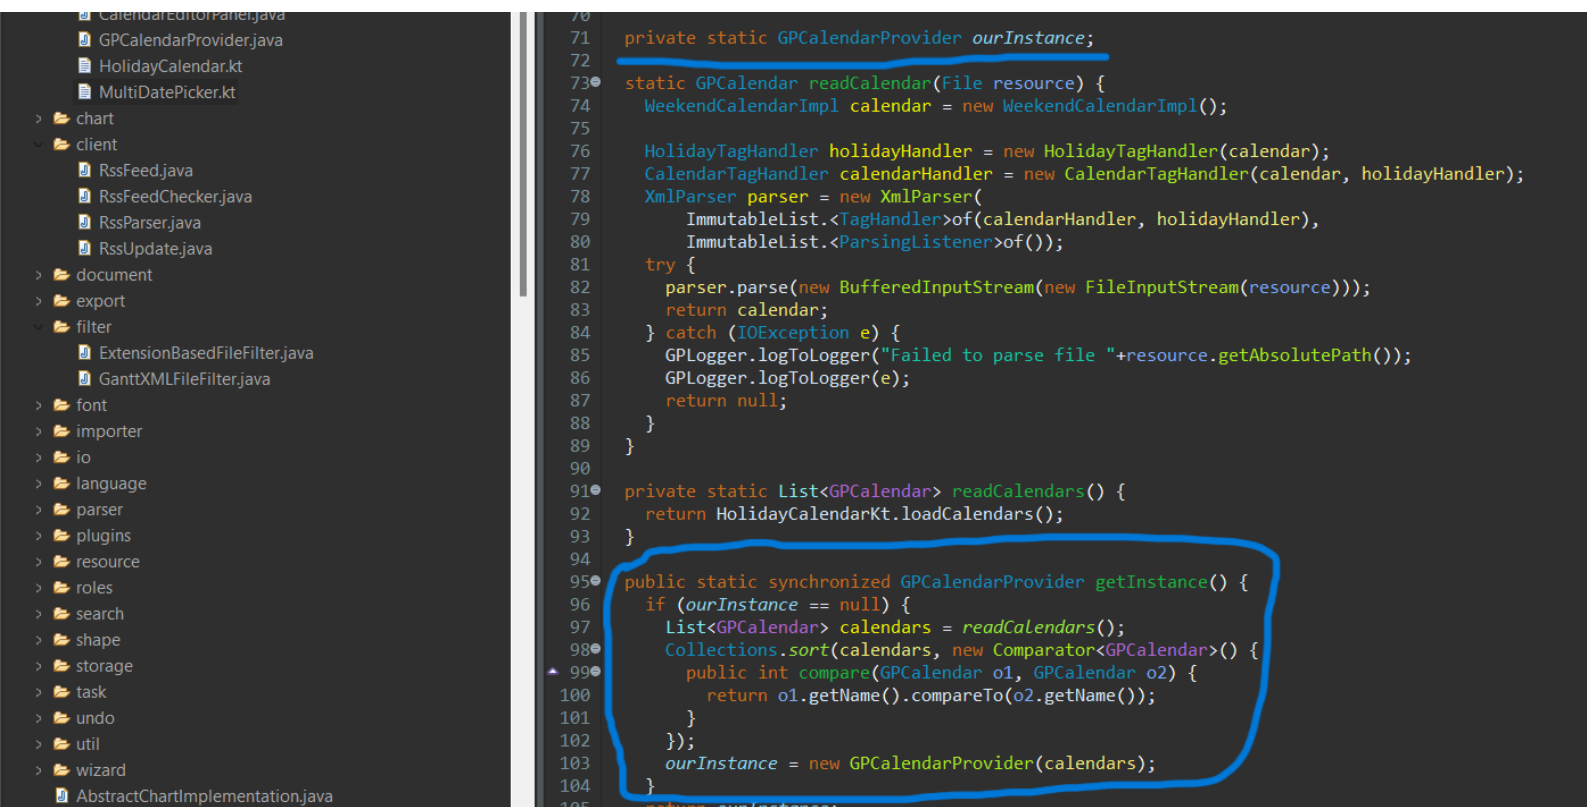 CalendarEditorPanel.java
GPCalendarProvider.java
HolidayCalendar.kt
MultiDatePicker.kt
chart
client
RssFeed.java
RssFeedChecker.java
RssParser.java
RssUpdate.java
document
export
filter
ExtensionBasedFileFilter.java
GanttXMLFileFilter.java
font
importer
io
language
parser
plugins
resource
roles
search
shape
storage
task
undo
util
wizard
AbstractChartImplementation.java
70
71 private static GPCalendarProvider ourInstance;
72
73 static GPCalendar readCalendar(File resource) {
74 WeekendCalendarImpl calendar = new WeekendCalendarImpl();
75
76 HolidayTagHandler holidayHandler = new HolidayTagHandler(calendar);
77 CalendarTagHandler calendarHandler = new CalendarTagHandler(calendar, holidayHandler);
78 XmlParser parser = new XmlParser(
79 ImmutableList.<TagHandler>of(calendarHandler, holidayHandler),
80 ImmutableList.<ParsingListener>of());
81 try {
82 parser.parse(new BufferedInputStream(new FileInputStream(resource)));
83 return calendar;
84 } catch (IOException e) {
85 GPLogger.logToLogger("Failed to parse file "+resource.getAbsolutePath());
86 GPLogger.logToLogger(e);
87 return null;
88 }
89 }
90
91 private static List<GPCalendar> readCalendars() {
92 return HolidayCalendarKt.loadCalendars();
93 }
94
95 public static synchronized GPCalendarProvider getInstance() {
96 if (ourInstance == null) {
97 List<GPCalendar> calendars = readCalendars();
98 Collections.sort(calendars, new Comparator<GPCalendar>() {
99 public int compare(GPCalendar o1, GPCalendar o2) {
100 return o1.getName().compareTo(o2.getName());
101 }
102 });
103 ourInstance = new GPCalendarProvider(calendars);
104 }
105 return ourInstance;